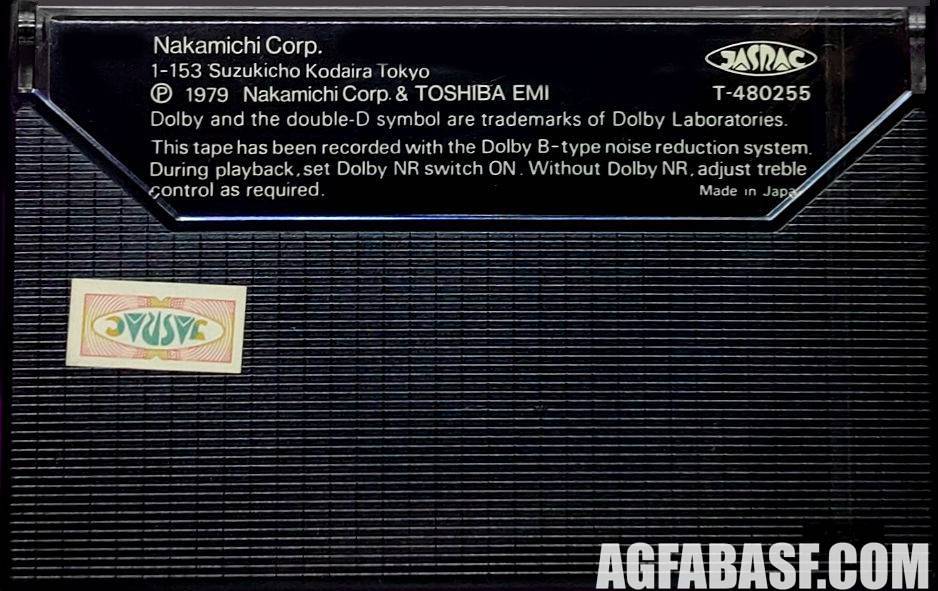 Nakamichi Corp.
1-153 Suzukicho Kodaira Tokyo
Ⓟ 1979 Nakamichi Corp. & TOSHIBA EMI
JASRAC
T-480255
Dolby and the double-D symbol are trademarks of Dolby Laboratories.
This tape has been recorded with the Dolby B-type noise reduction system.
During playback, set Dolby NR switch ON. Without Dolby NR, adjust treble
control as required.
Made in Japa
JASRAC
AGFABASF.COM